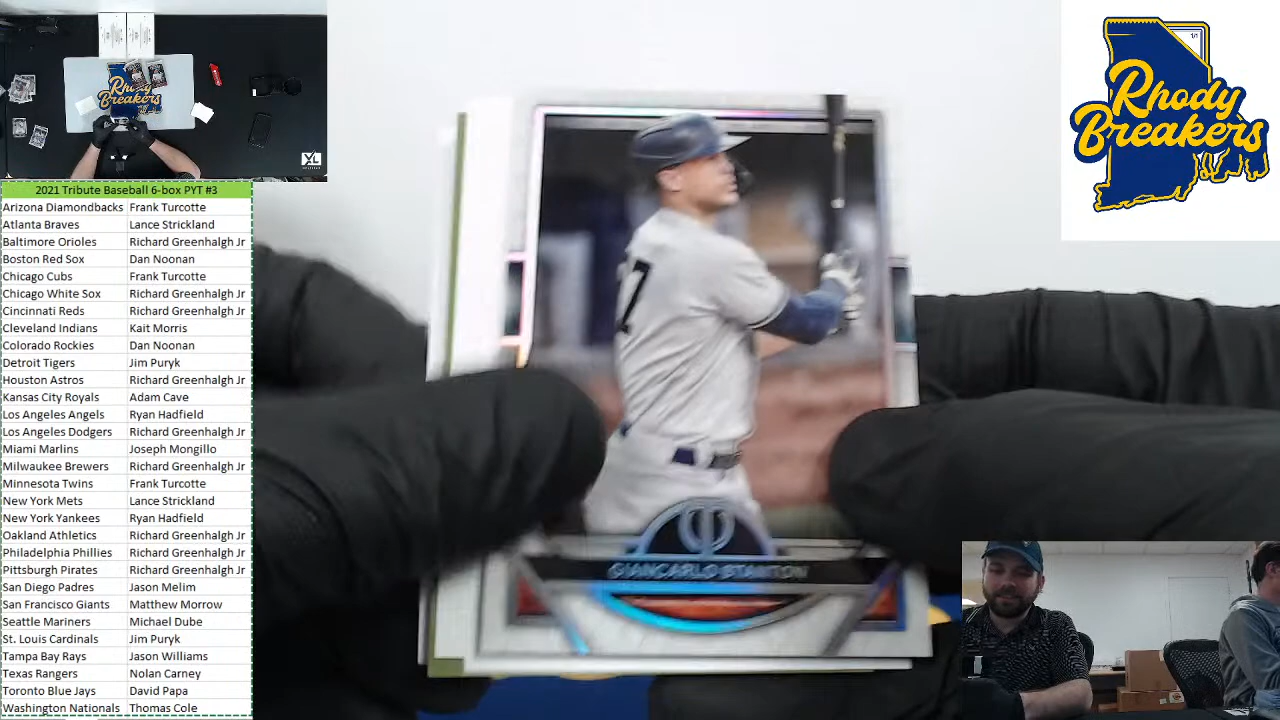 2021 Tribute Baseball 6-box PYT #3
Arizona Diamondbacks Frank Turcotte
Atlanta Braves Lance Strickland
Baltimore Orioles Richard Greenhalgh Jr
Boston Red Sox Dan Noonan
Chicago Cubs Frank Turcotte
Chicago White Sox Richard Greenhalgh Jr
Cincinnati Reds Richard Greenhalgh Jr
Cleveland Indians Kait Morris
Colorado Rockies Dan Noonan
Detroit Tigers Jim Puryk
Houston Astros Richard Greenhalgh Jr
Kansas City Royals Adam Cave
Los Angeles Angels Ryan Hadfield
Los Angeles Dodgers Richard Greenhalgh Jr
Miami Marlins Joseph Mongillo
Milwaukee Brewers Richard Greenhalgh Jr
Minnesota Twins Frank Turcotte
New York Mets Lance Strickland
New York Yankees Ryan Hadfield
Oakland Athletics Richard Greenhalgh Jr
Philadelphia Phillies Richard Greenhalgh Jr
Pittsburgh Pirates Richard Greenhalgh Jr
San Diego Padres Jason Melim
San Francisco Giants Matthew Morrow
Seattle Mariners Michael Dube
St. Louis Cardinals Jim Puryk
Tampa Bay Rays Jason Williams
Texas Rangers Nolan Carney
Toronto Blue Jays David Papa
Washington Nationals Thomas Cole
Rhody
Breakers
XL
7
GIANCARLO STANTON
1/1
Rhody
Breakers